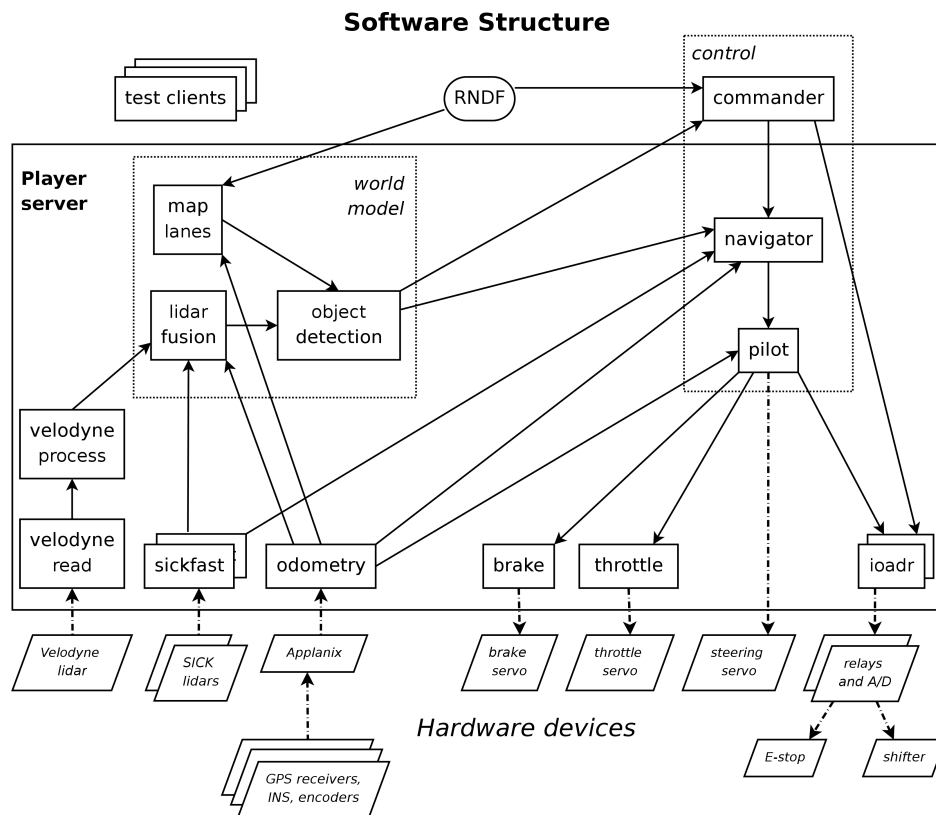 Software Structure
control
test clients
RNDF
commander
Player
server
world
model
map
lanes
navigator
lidar
fusion
object
detection
pilot
velodyne
process
velodyne
read
sickfast
odometry
brake
throttle
ioadr
Velodyne
lidar
SICK
lidars
Applanix
brake
servo
throttle
servo
steering
servo
relays
and A/D
Hardware devices
E-stop
shifter
GPS receivers,
INS, encoders